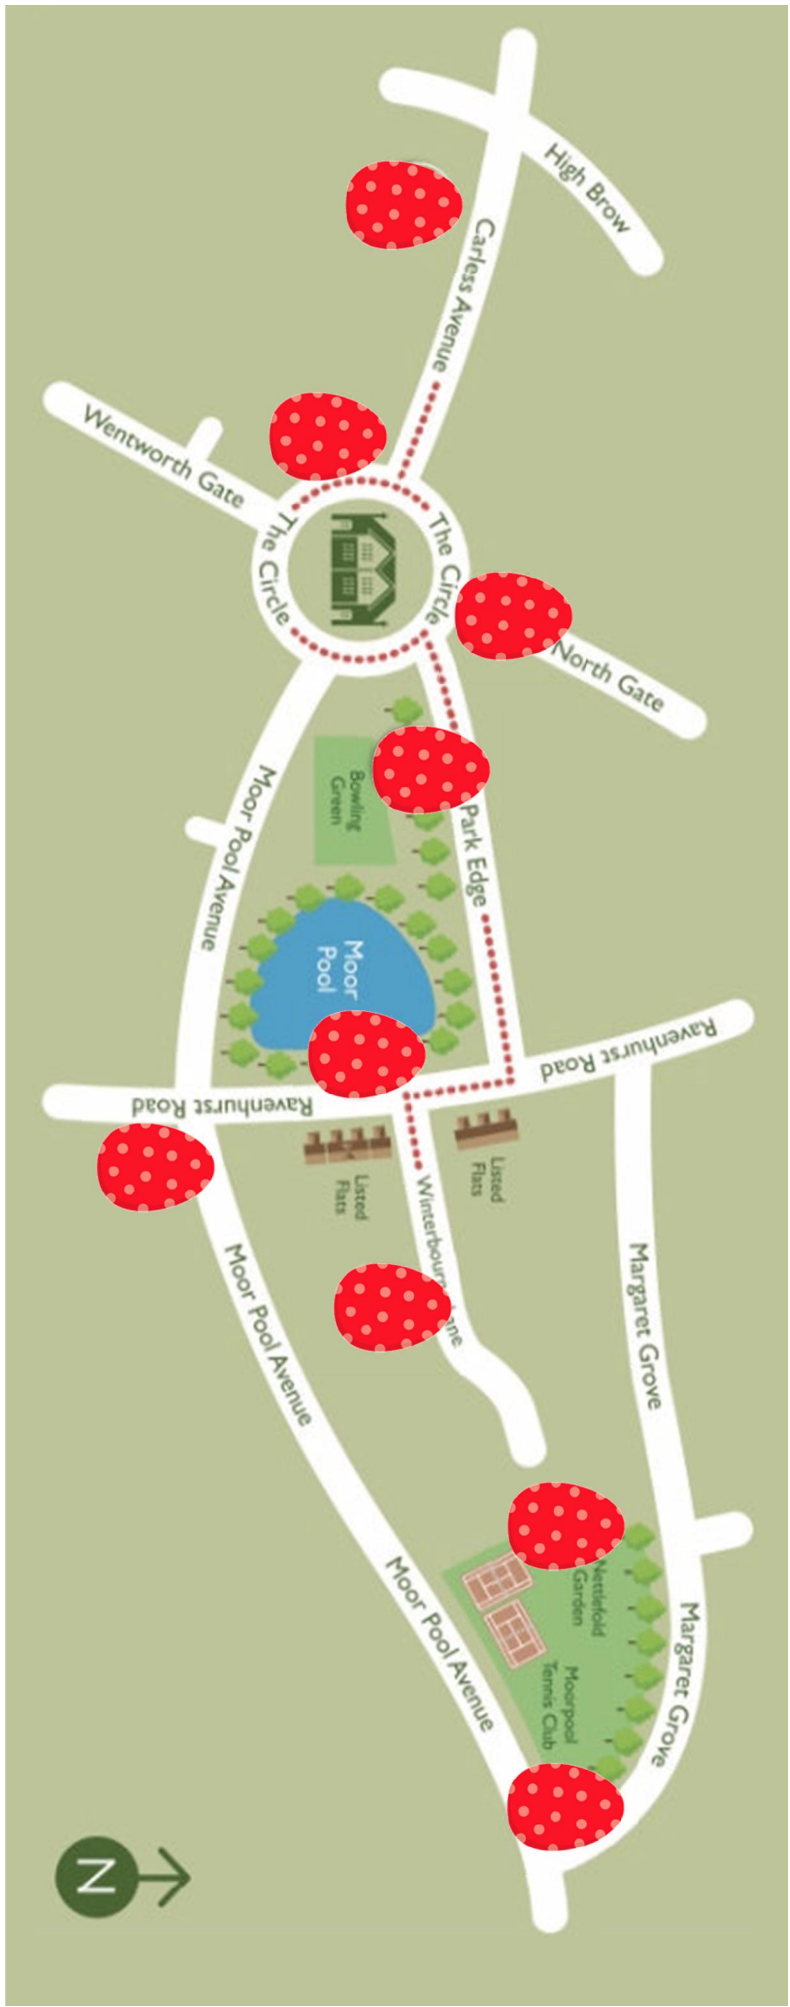 High Brow
Carless Avenue
Wentworth Gate
The Circle
The Circle
North Gate
Bowling
Green
Park Edge
Moor Pool Avenue
Moor
Pool
Ravenhurst Road
Ravenhurst Road
Listed
Flats
Listed
Flats
Moor Pool Avenue
Margaret Grove
Nettlefold
Garden
Moorpool
Tennis Club
Moor Pool Avenue
Margaret Grove
N